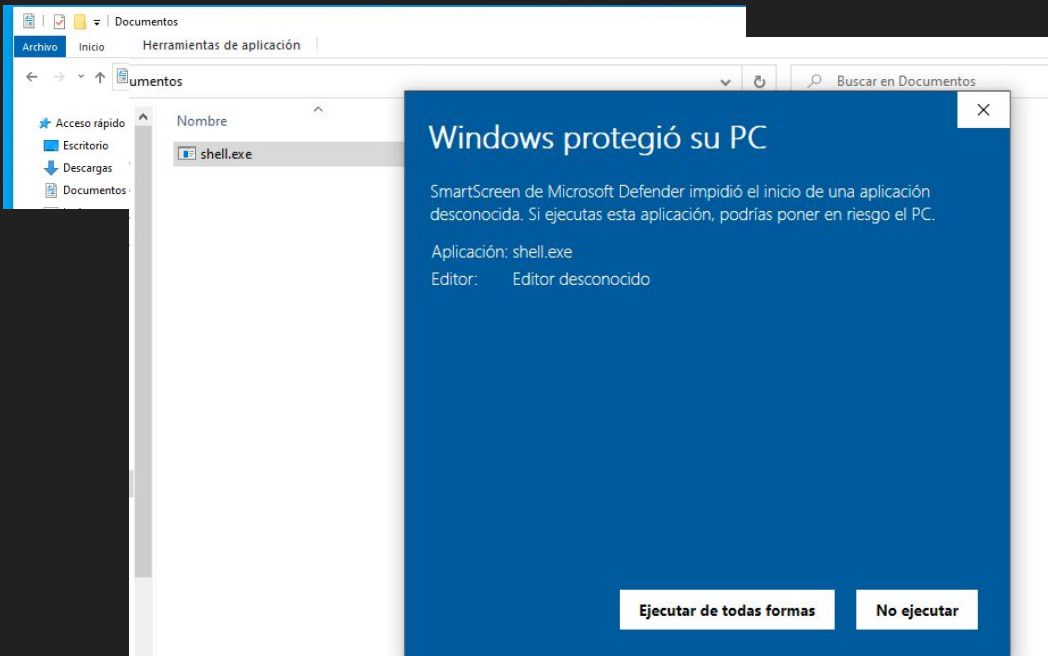 Documentos
Archivo
Inicio
Herramientas de aplicación
umentos
Buscar en Documentos
Acceso rápido
Escritorio
Descargas
Documentos
Nombre
shell.exe
Windows protegió su PC
SmartScreen de Microsoft Defender impidió el inicio de una aplicación
desconocida. Si ejecutas esta aplicación, podrías poner en riesgo el PC.
Aplicación: shell.exe
Editor: Editor desconocido
Ejecutar de todas formas
No ejecutar